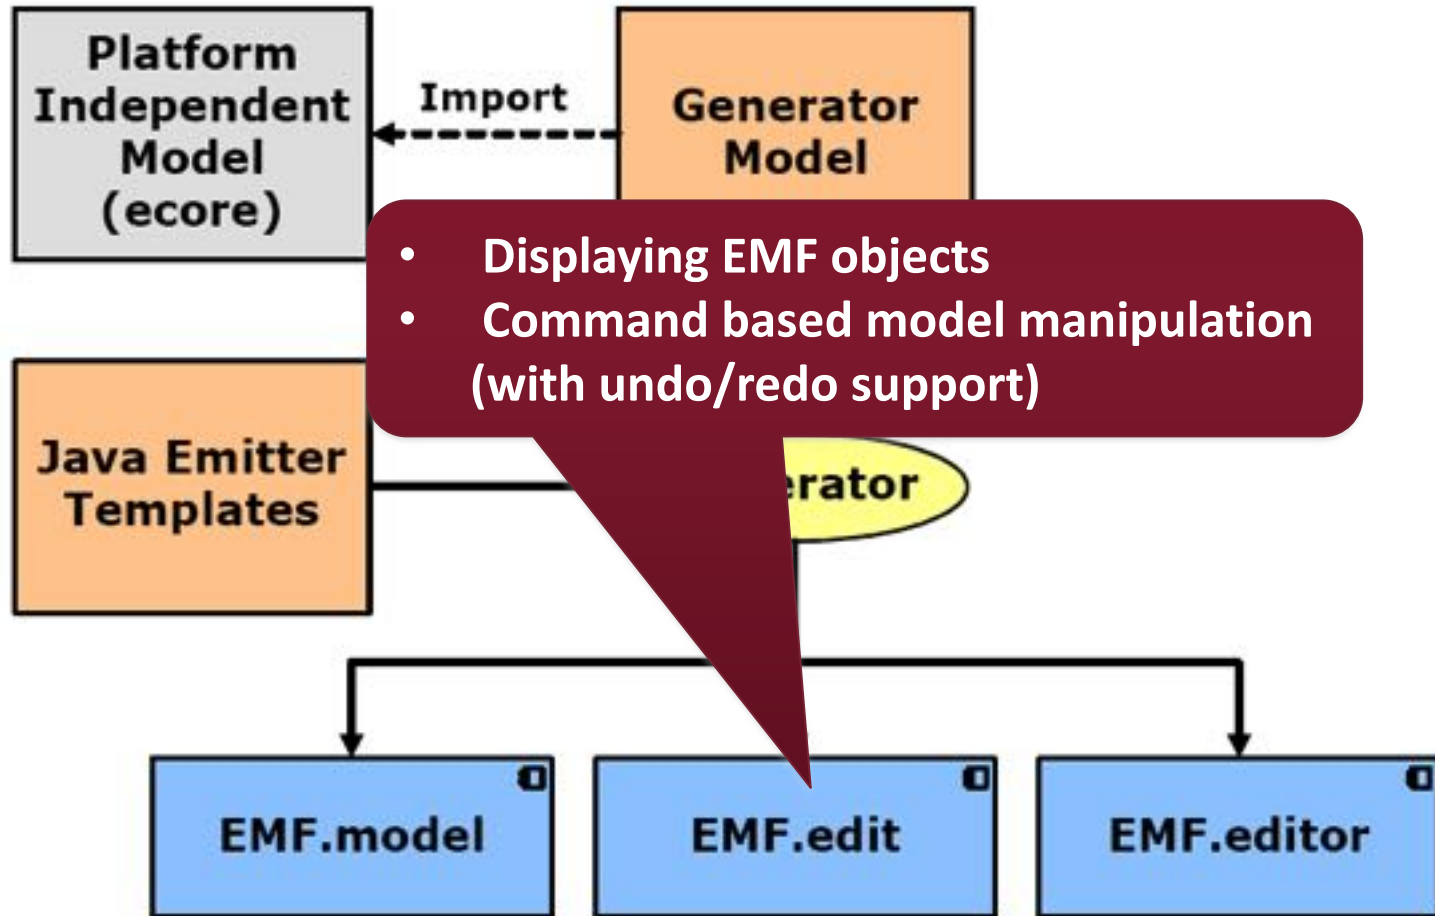 Platform
Independent
Model
(ecore)
Import
Generator
Model
• Displaying EMF objects
• Command based model manipulation
(with undo/redo support)
Java Emitter
Templates
erator
EMF.model
EMF.edit
EMF.editor